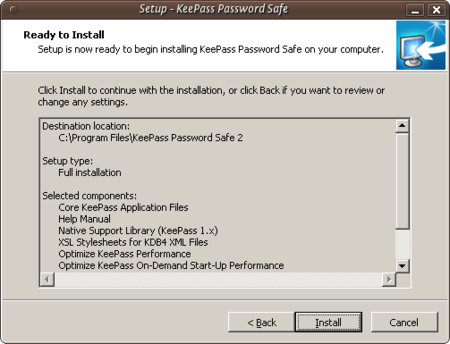 Setup - KeePass Password Safe
Ready to Install
Setup is now ready to begin installing KeePass Password Safe on your computer.
Click Install to continue with the installation, or click Back if you want to review or
change any settings.
Destination location:
C:\Program Files\KeePass Password Safe 2
Setup type:
Full installation
Selected components:
Core KeePass Application Files
Help Manual
Native Support Library (KeePass 1.x)
XSL Stylesheets for KDB4 XML Files
Optimize KeePass Performance
Optimize KeePass On-Demand Start-Up Performance
< Back Install Cancel